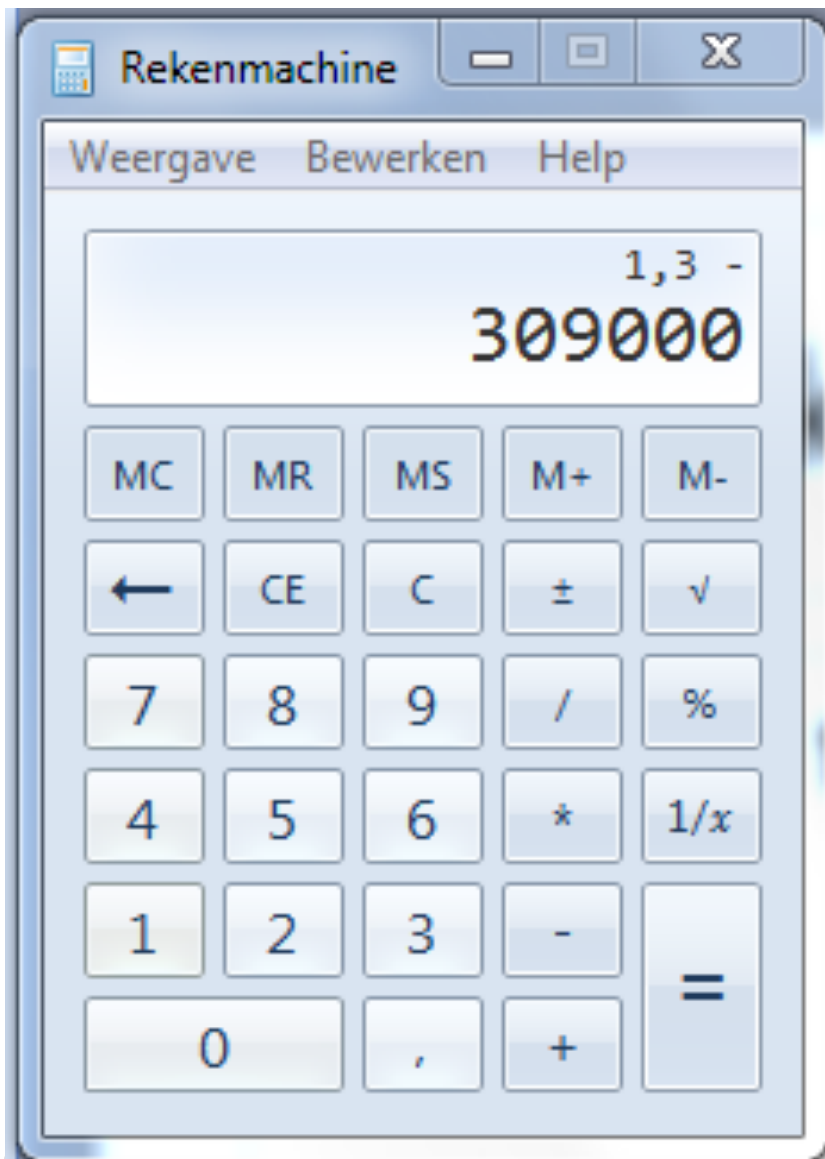 Rekenmachine
Weergave Bewerken Help
1,3 -
309000
MC MR MS M+ M-
← CE C ± √
7 8 9 / %
4 5 6 * 1/x
1 2 3 - =
0 , +